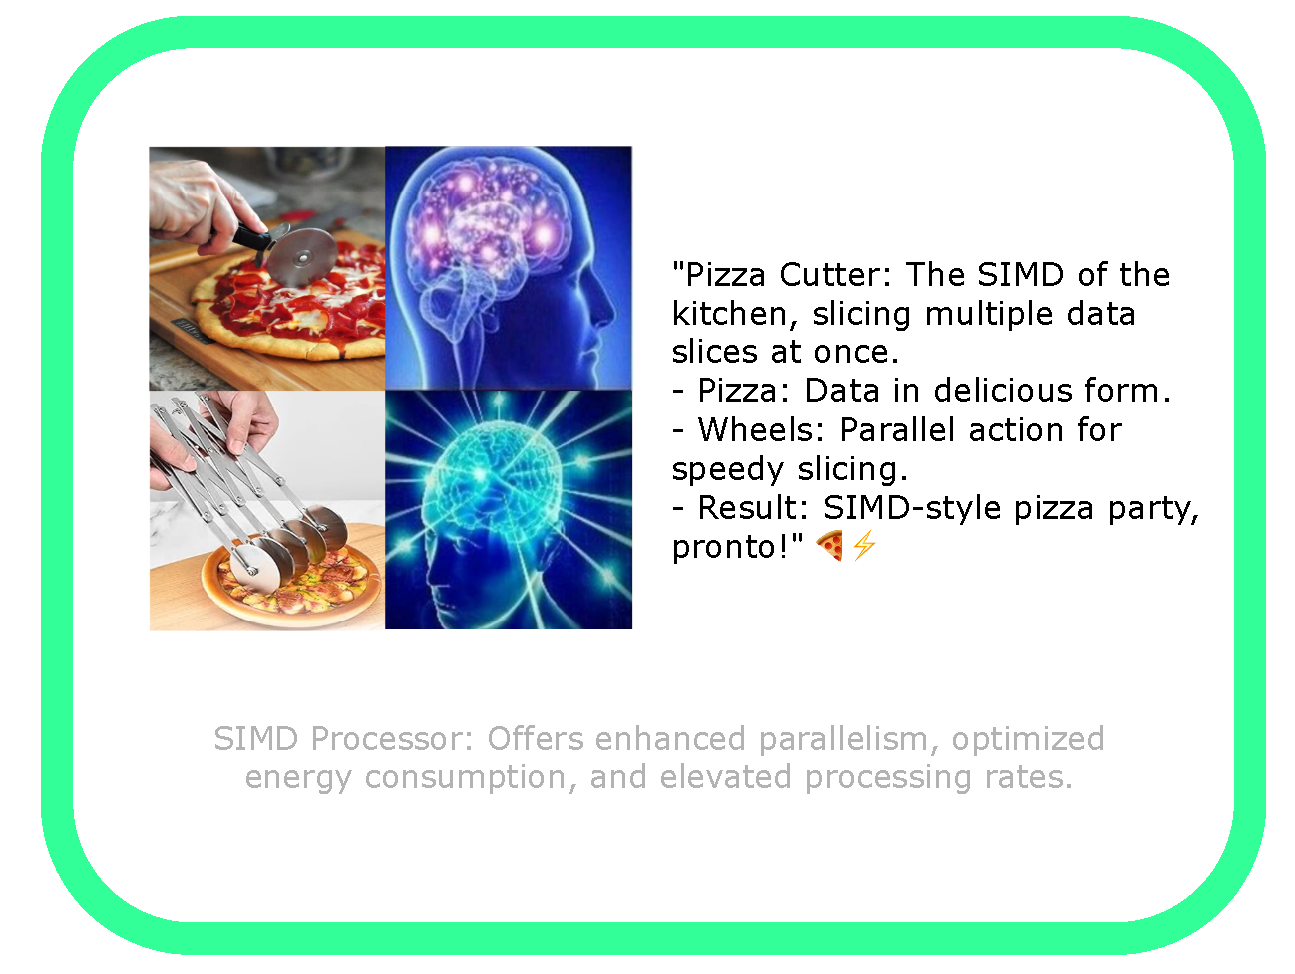 "Pizza Cutter: The SIMD of the
kitchen, slicing multiple data
slices at once.
- Pizza: Data in delicious form.
- Wheels: Parallel action for
speedy slicing.
- Result: SIMD-style pizza party,
pronto!" 🍕⚡
SIMD Processor: Offers enhanced parallelism, optimized
energy consumption, and elevated processing rates.